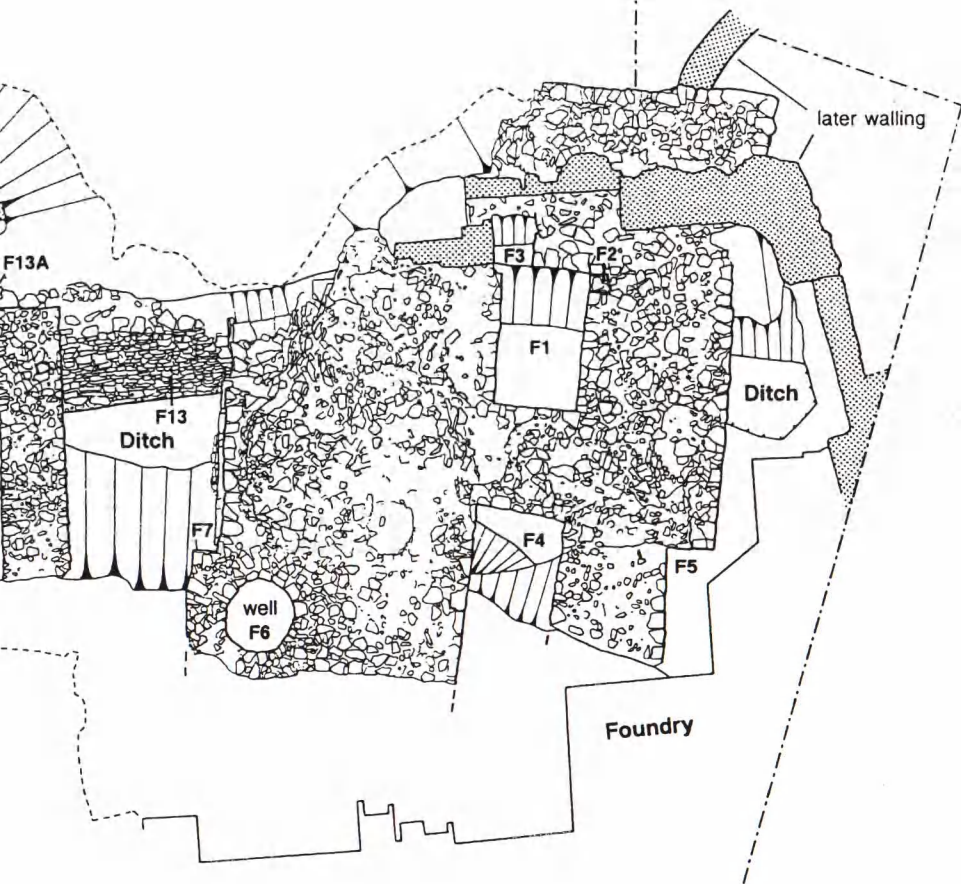 later walling
F13A
F3
F2
F1
F13
Ditch
Ditch
F7
F4
F5
well
F6
Foundry